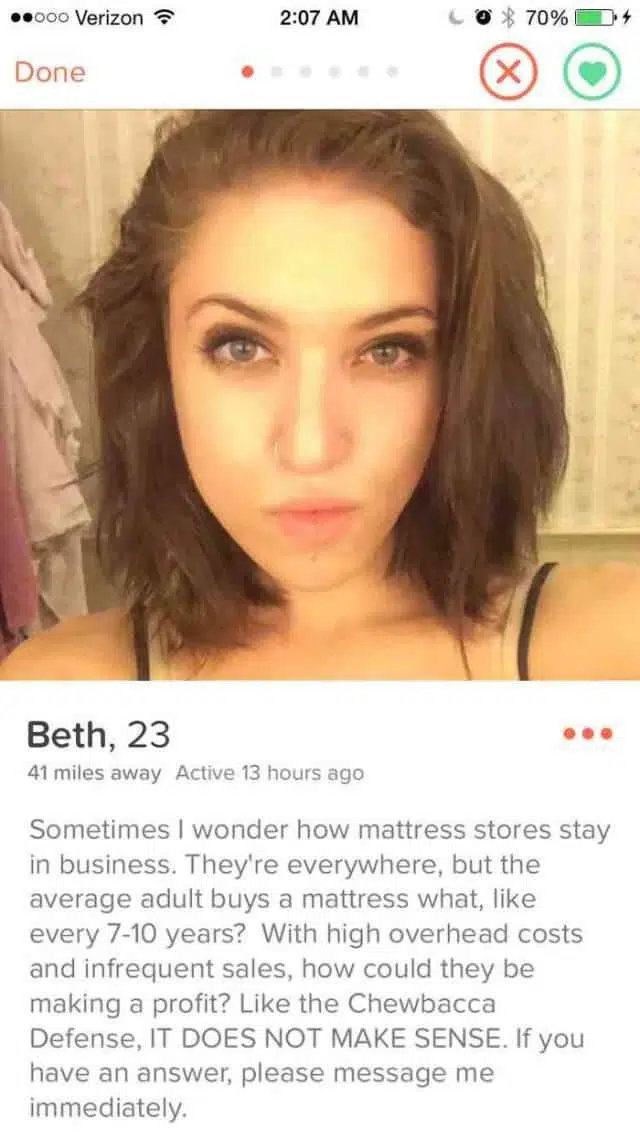 Verizon 2:07 AM 70%
Done
Beth, 23
41 miles away Active 13 hours ago
Sometimes I wonder how mattress stores stay
in business. They're everywhere, but the
average adult buys a mattress what, like
every 7-10 years?  With high overhead costs
and infrequent sales, how could they be
making a profit? Like the Chewbacca
Defense, IT DOES NOT MAKE SENSE. If you
have an answer, please message me
immediately.